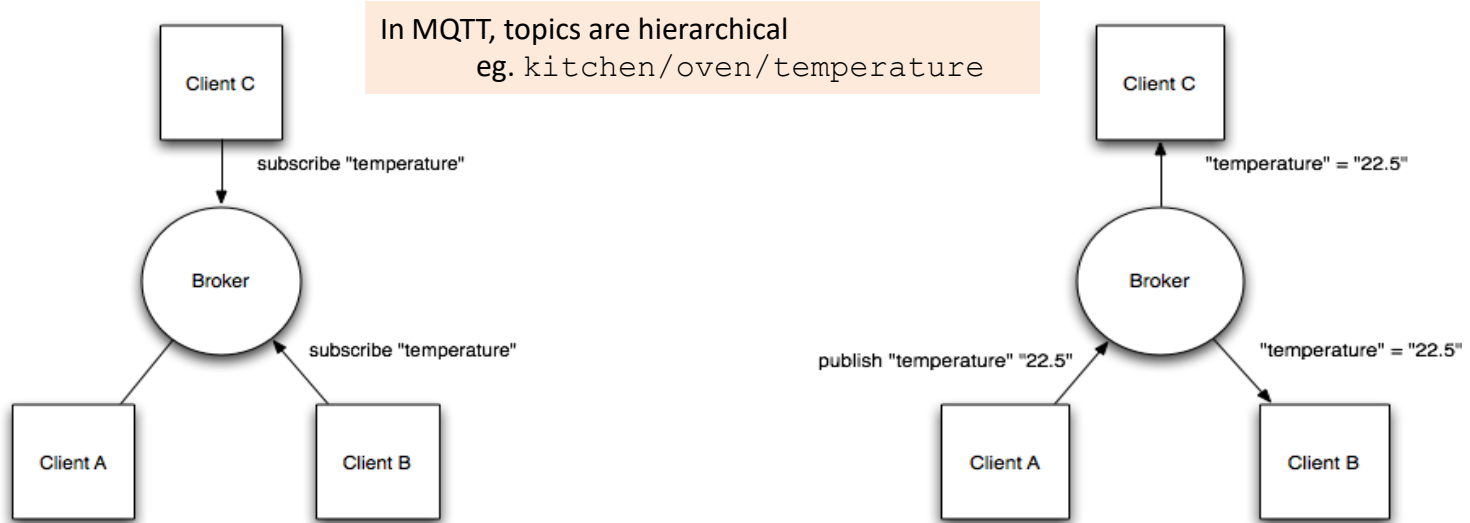 In MQTT, topics are hierarchical
eg. kitchen/oven/temperature
Client C
subscribe "temperature"
Broker
subscribe "temperature"
Client A
Client B
Client C
"temperature" = "22.5"
Broker
publish "temperature" "22.5"
"temperature" = "22.5"
Client A
Client B